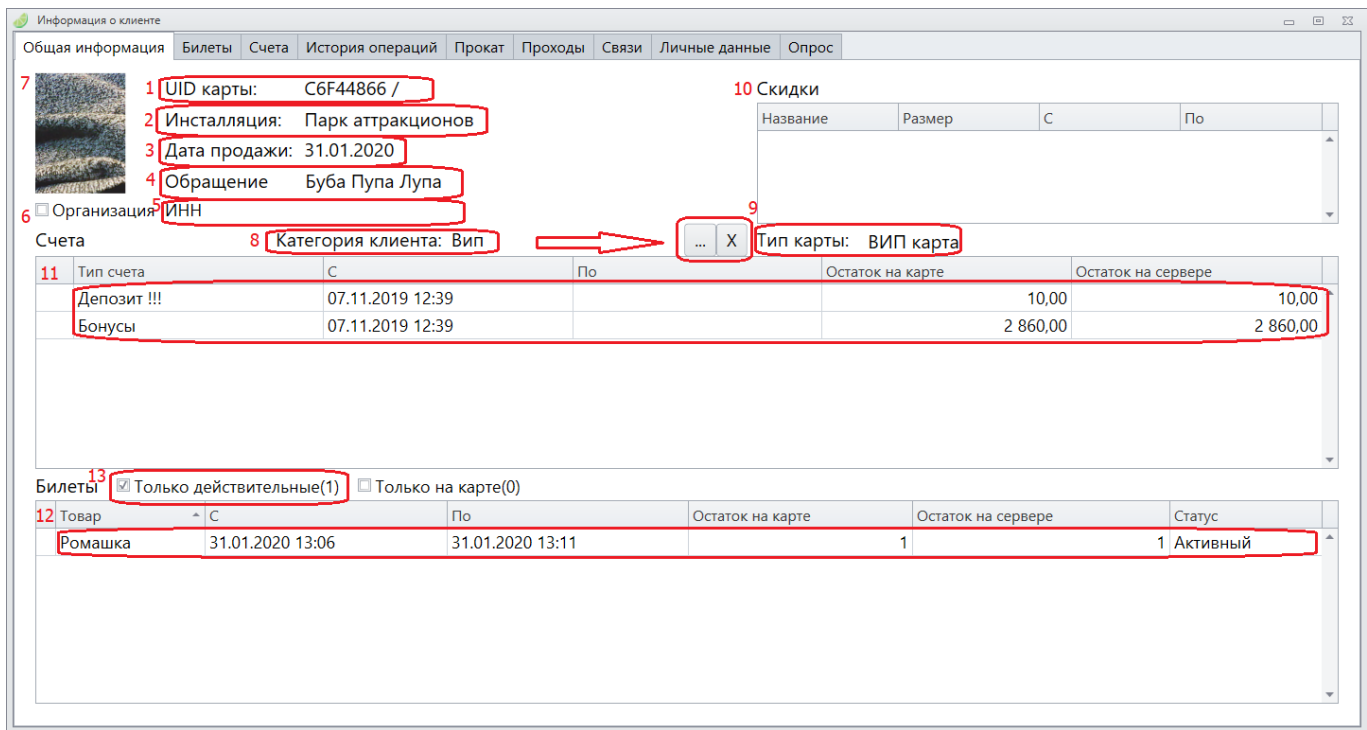 Информация о клиенте
Общая информация Билеты Счета История операций Прокат Проходы Связи Личные данные Опрос
7 1 UID карты: C6F44866 / 10 Скидки
2 Инсталляция: Парк аттракционов Название Размер С По
3 Дата продажи: 31.01.2020
4 Обращение Буба Пупа Лупа
6 Организация 5 ИНН 9
Счета 8 Категория клиента: Вип ... X Тип карты: ВИП карта
11 Тип счета С По Остаток на карте Остаток на сервере
Депозит !!! 07.11.2019 12:39 10,00 10,00
Бонусы 07.11.2019 12:39 2 860,00 2 860,00
Билеты 13 Только действительные(1) Только на карте(0)
12 Товар С По Остаток на карте Остаток на сервере Статус
Ромашка 31.01.2020 13:06 31.01.2020 13:11 1 1 Активный